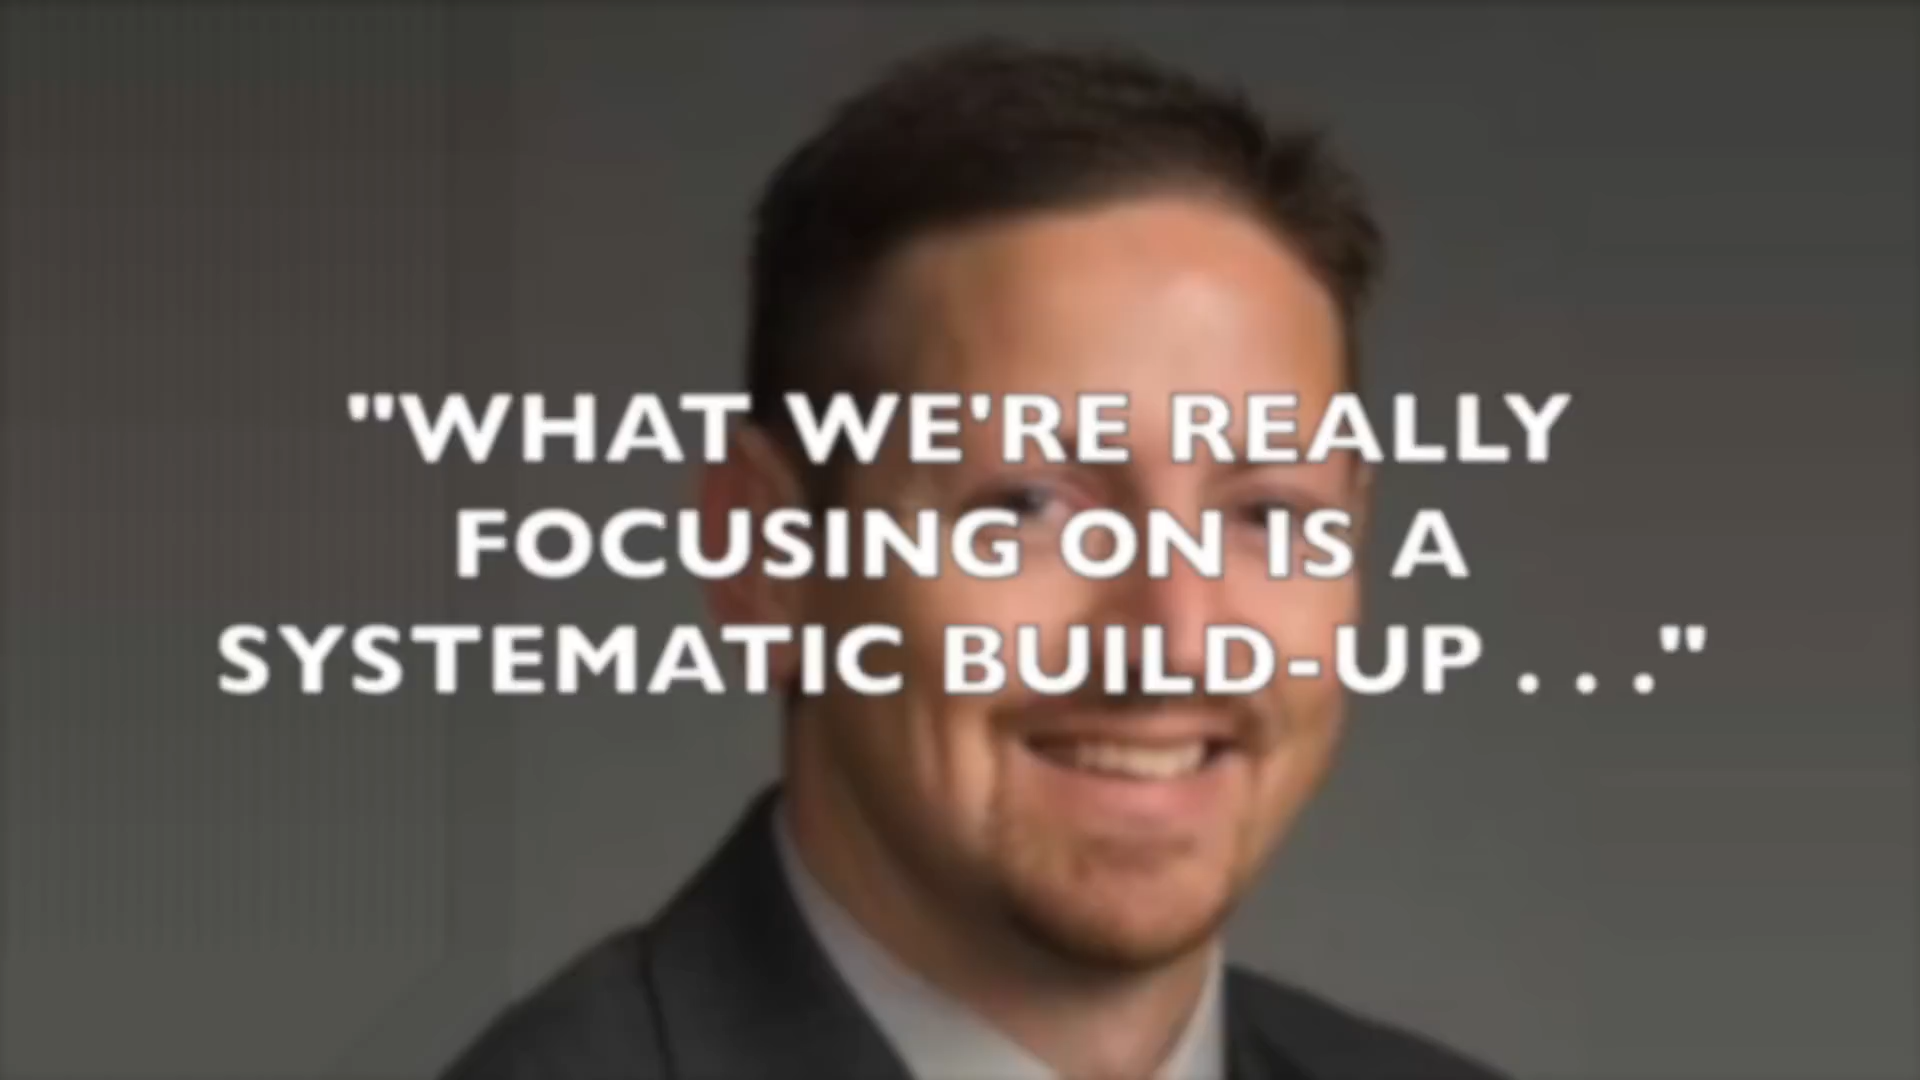 "WHAT WE'RE REALLY
FOCUSING ON IS A
SYSTEMATIC BUILD-UP . . ."